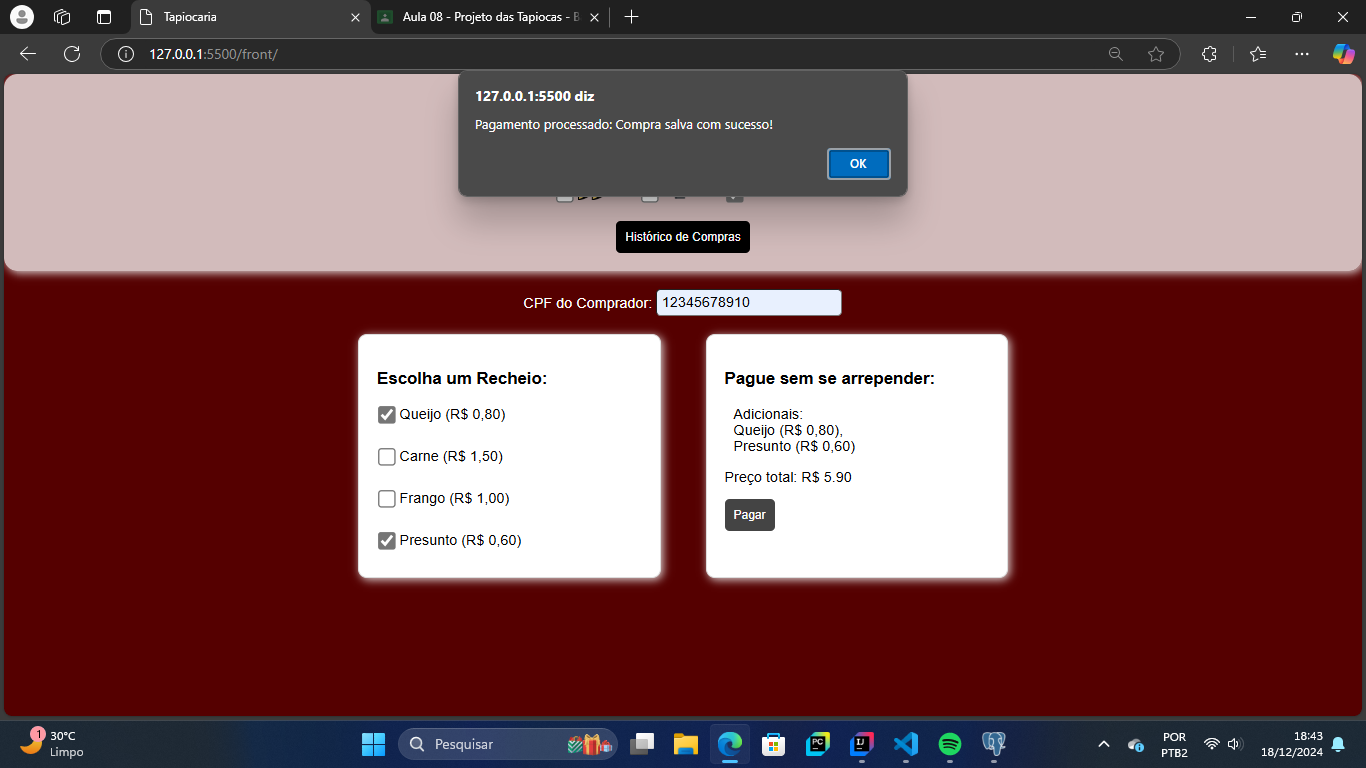 Tapiocaria
Aula 08 - Projeto das Tapiocas - B
127.0.0.1:5500/front/
127.0.0.1:5500 diz
Pagamento processado: Compra salva com sucesso!
OK
Histórico de Compras
CPF do Comprador: 12345678910
Escolha um Recheio:
Queijo (R$ 0,80)
Carne (R$ 1,50)
Frango (R$ 1,00)
Presunto (R$ 0,60)
Pague sem se arrepender:
Adicionais:
Queijo (R$ 0,80),
Presunto (R$ 0,60)
Preço total: R$ 5.90
Pagar
1
30°C
Limpo
Pesquisar
PC
IJ
POR
PTB2
18:43
18/12/2024